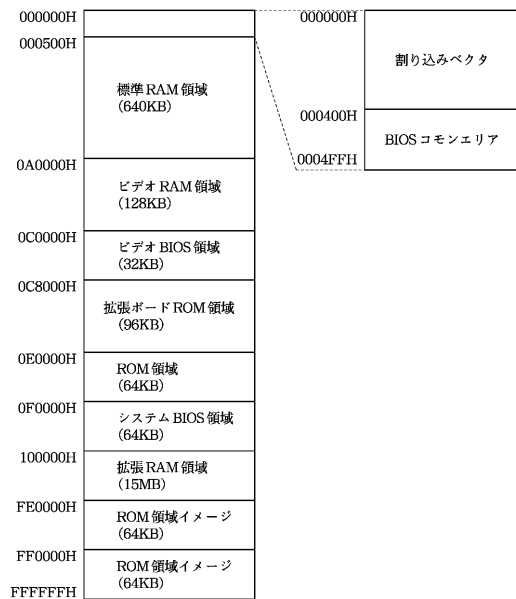 000000H
000500H
標準RAM領域
(640KB)
0A0000H
ビデオRAM領域
(128KB)
0C0000H
ビデオBIOS領域
(32KB)
0C8000H
拡張ボードROM領域
(96KB)
0E0000H
ROM領域
(64KB)
0F0000H
システムBIOS領域
(64KB)
100000H
拡張RAM領域
(15MB)
FE0000H
ROM領域イメージ
(64KB)
FF0000H
ROM領域イメージ
(64KB)
FFFFFFH
000000H
割り込みベクタ
000400H
BIOSコモンエリア
0004FFH